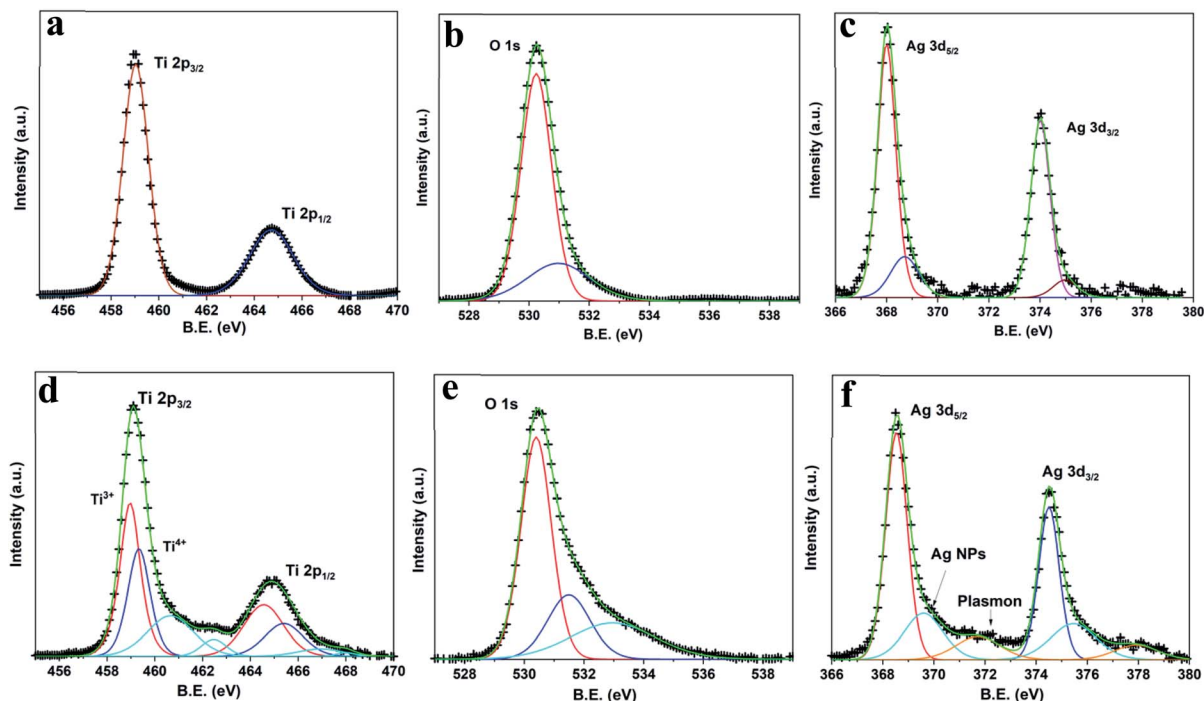 a
Ti 2p3/2
Ti 2p1/2
Intensity (a.u.)
456 458 460 462 464 466 468 470
B.E. (eV)
b
O 1s
Intensity (a.u.)
528 530 532 534 536 538
B.E. (eV)
c
Ag 3d5/2
Ag 3d3/2
Intensity (a.u.)
366 368 370 372 374 376 378 380
B.E. (eV)
d
Ti 2p3/2
Ti3+
Ti4+
Ti 2p1/2
Intensity (a.u.)
456 458 460 462 464 466 468 470
B.E. (eV)
e
O 1s
Intensity (a.u.)
528 530 532 534 536 538
B.E. (eV)
f
Ag 3d5/2
Ag 3d3/2
Ag NPs
Plasmon
Intensity (a.u.)
366 368 370 372 374 376 378 380
B.E. (eV)